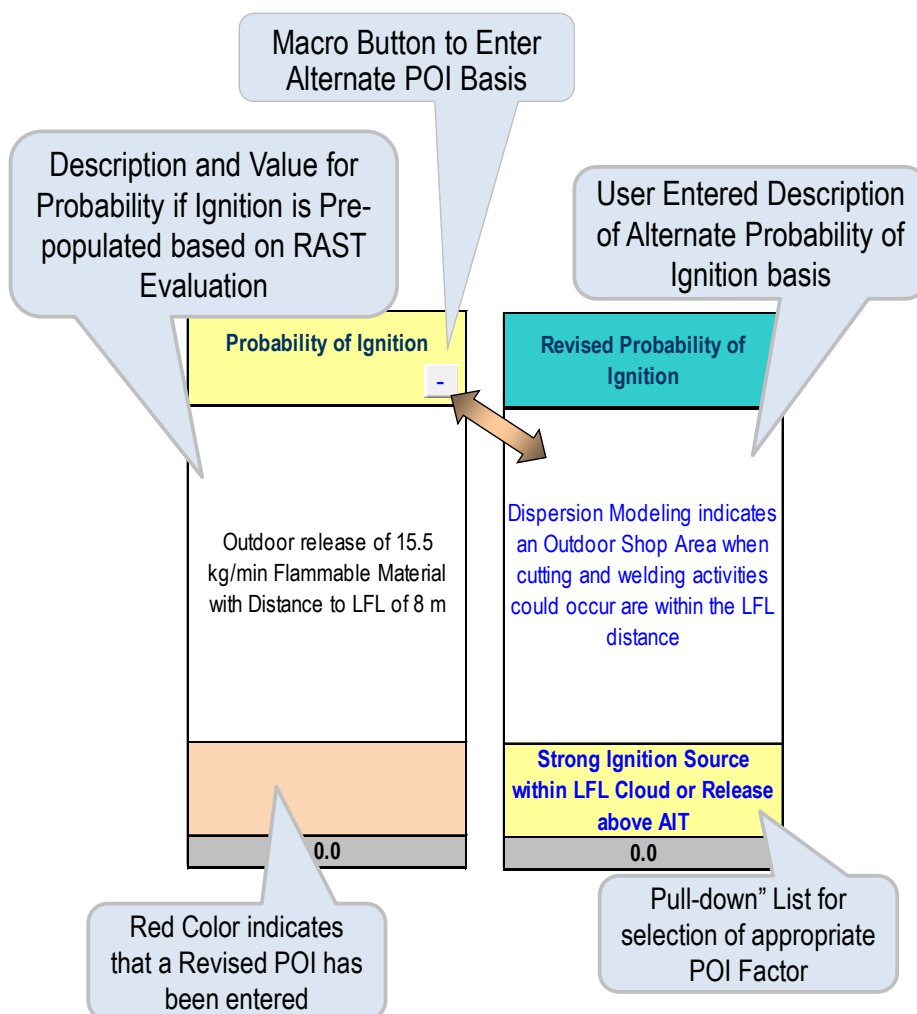 Macro Button to Enter
Alternate POI Basis
Description and Value for
Probability if Ignition is Pre-
populated based on RAST
Evaluation
User Entered Description
of Alternate Probability of
Ignition basis
Probability of Ignition
-
Revised Probability of
Ignition
Outdoor release of 15.5
kg/min Flammable Material
with Distance to LFL of 8 m
Dispersion Modeling indicates
an Outdoor Shop Area when
cutting and welding activities
could occur are within the LFL
distance
Strong Ignition Source
within LFL Cloud or Release
above AIT
0.0
0.0
Red Color indicates
that a Revised POI has
been entered
Pull-down” List for
selection of appropriate
POI Factor